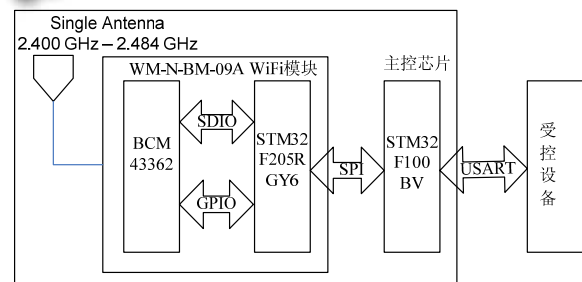 Single Antenna
2.400 GHz – 2.484 GHz
WM-N-BM-09A WiFi模块
主控芯片
BCM
43362
SDIO
GPIO
STM32
F205R
GY6
SPI
STM32
F100
BV
USART
受
控
设
备